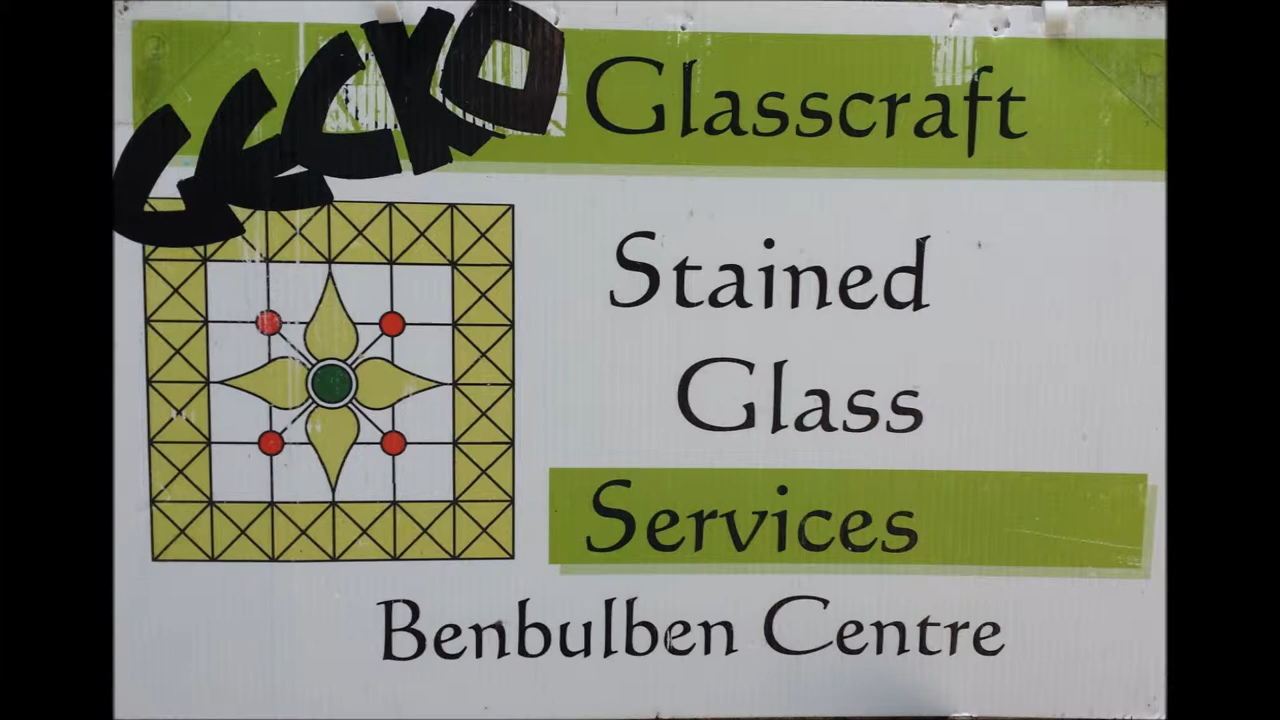 GECKO Glasscraft
Stained
Glass
Services
Benbulben Centre